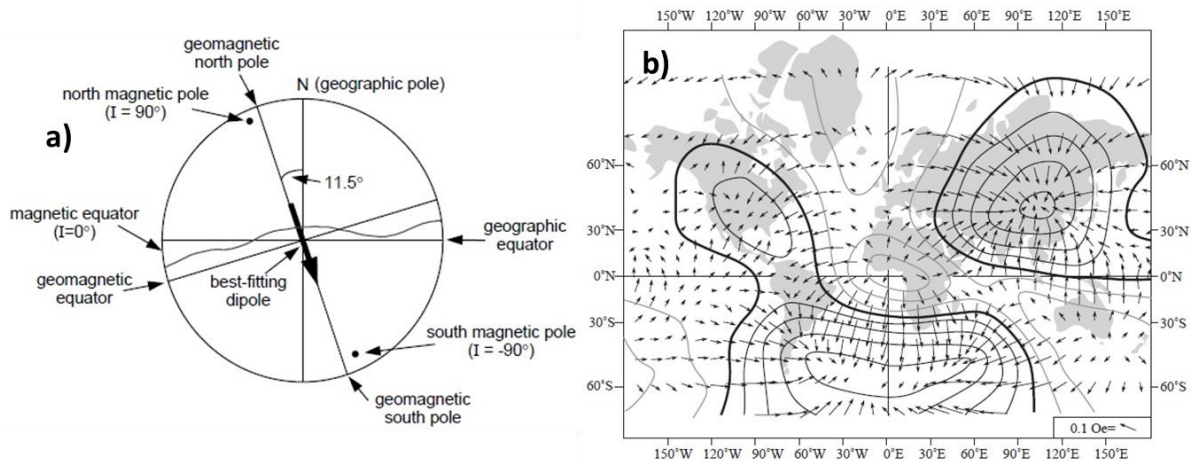 a)
geomagnetic
north pole
N (geographic pole)
north magnetic pole
(I = 90°)
11.5°
magnetic equator
(I=0°)
geographic
equator
geomagnetic
equator
best-fitting
dipole
south magnetic pole
(I = -90°)
geomagnetic
south pole
b)
150°W 120°W 90°W 60°W 30°W 0°E 30°E 60°E 90°E 120°E 150°E
60°N 60°N
30°N 30°N
0°N 0°N
30°S 30°S
60°S 60°S
0.1 Oe=
150°W 120°W 90°W 60°W 30°W 0°E 30°E 60°E 90°E 120°E 150°E